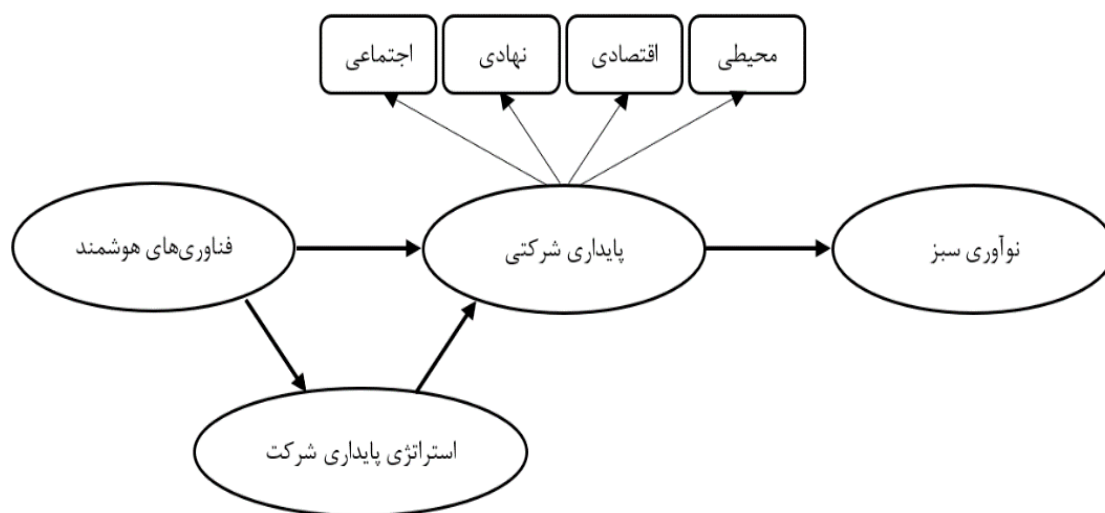 محیطی
اقتصادی
نهادی
اجتماعی
فناوری‌های هوشمند
پایداری شرکتی
نوآوری سبز
استراتژی پایداری شرکت